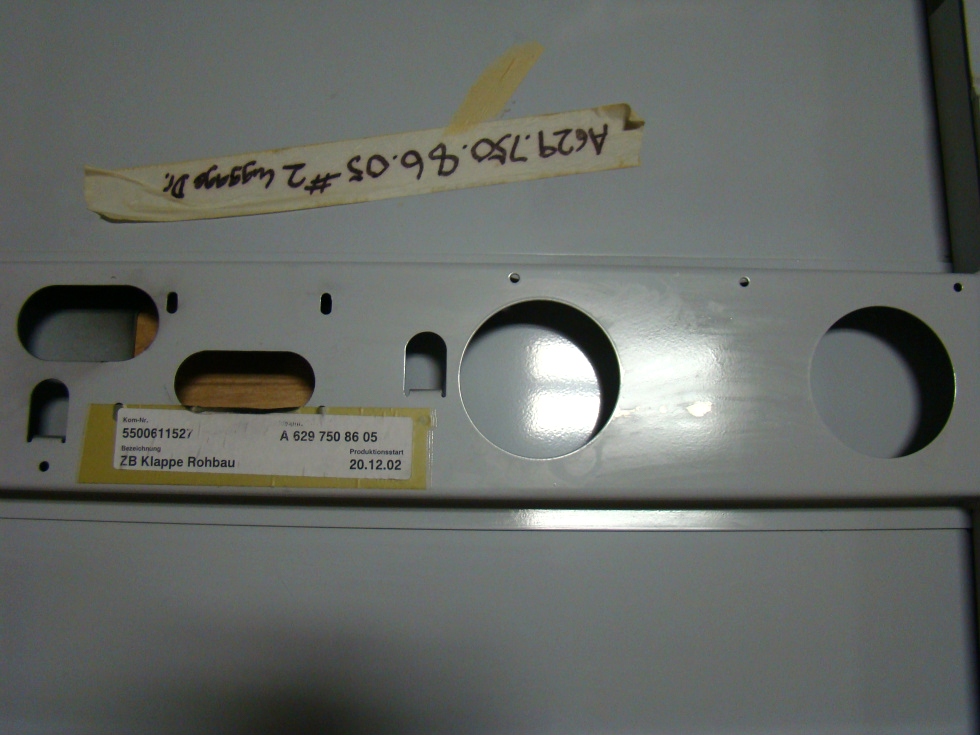 A629.750.86.05 #2 Luggage Dr.
Kom-Nr.
5500611527 A 629 750 86 05
Bezeichnung Produktionsstart
ZB Klappe Rohbau 20.12.02